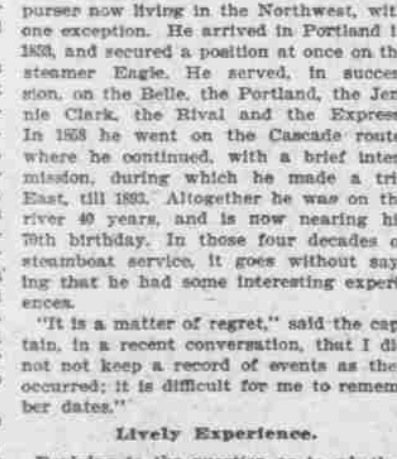 purser now living in the Northwest, wit
one exception. He arrived in Portland i
1853, and secured a position at once on th
steamer Eagle. He served, in succes
sion, on the Belle, the Portland, the Jen
nie Clark, the Rival and the Express
In 1858 he went on the Cascade route
where he continued, with a brief inter
mission, during which he made a tri
East, till 1893. Altogether he was on th
river 40 years, and is now nearing hi
70th birthday. In those four decades o
steamboat service, it goes without say
ing that he had some interesting experi
ences.
"It is a matter of regret," said the cap
tain, in a recent conversation, that I di
not not keep a record of events as the
occurred; it is difficult for me to remem
ber dates."
Lively Experience.